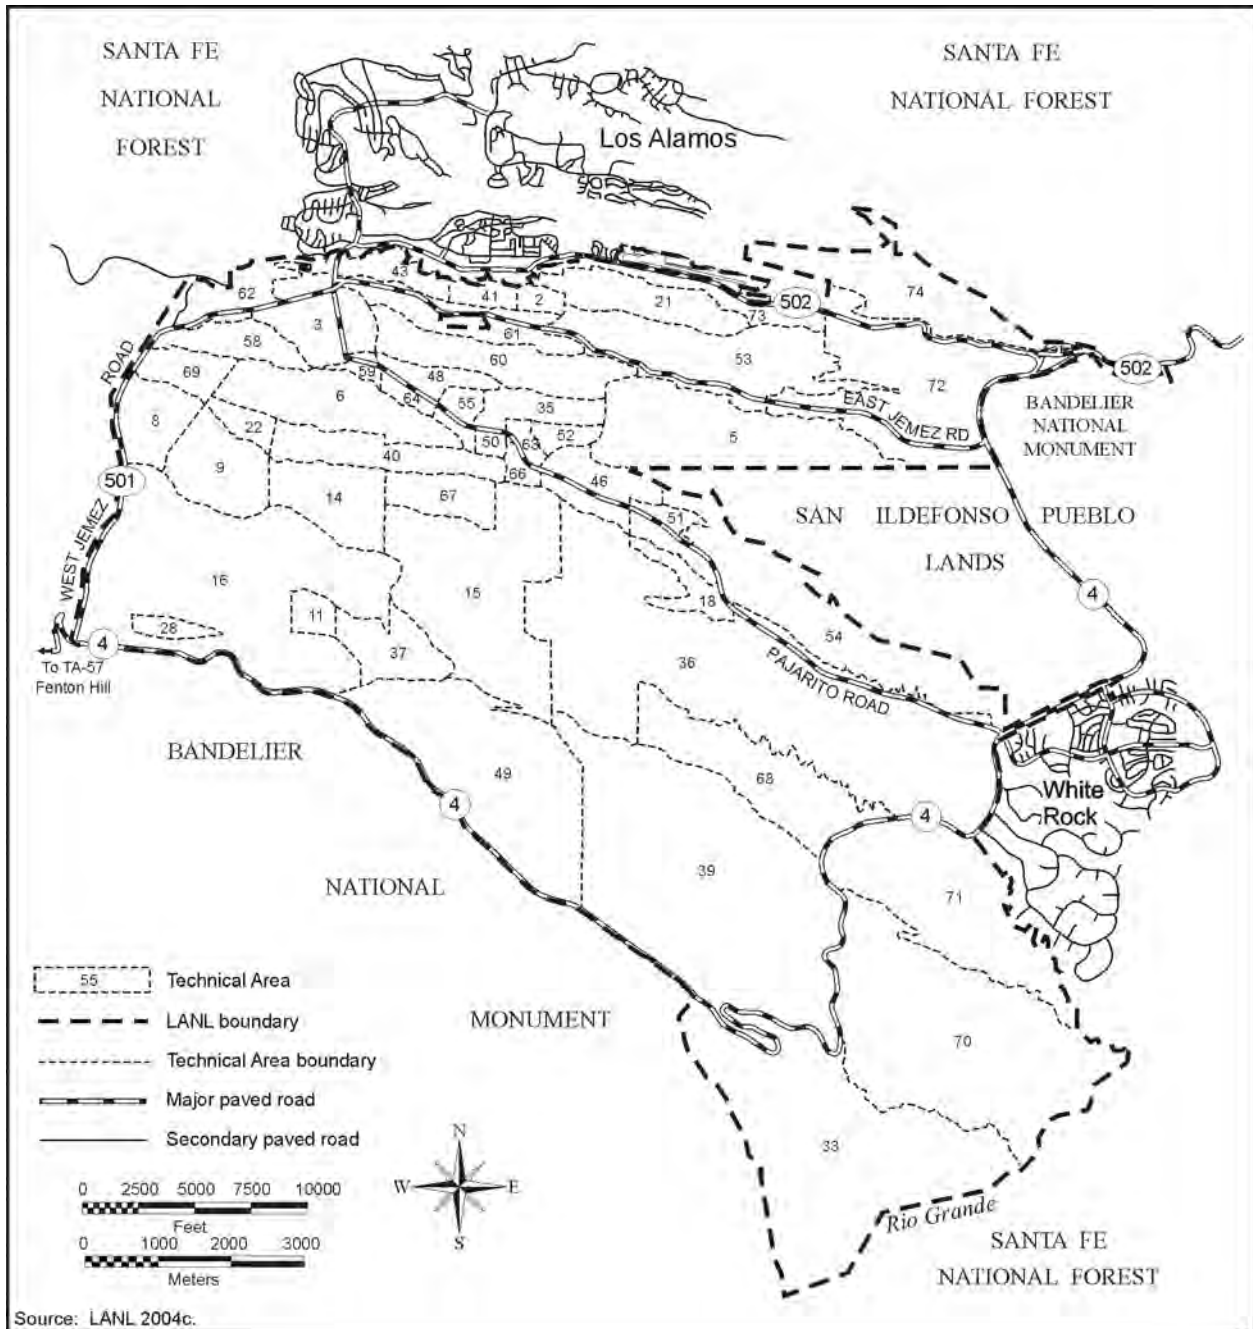 SANTA FE
NATIONAL
FOREST
SANTA FE
NATIONAL FOREST
Los Alamos
74
43
62
41
2
21
73
502
502
3
61
58
60
53
72
69
59
48
6
64
55
35
EAST JEMEZ RD
BANDELIER
NATIONAL
MONUMENT
ROAD
8
22
50
63
52
5
40
9
66
46
501
14
67
51
SAN ILDEFONSO PUEBLO
LANDS
WEST JEMEZ
16
15
11
18
4
28
4
To TA-57
Fenton Hill
37
36
54
PAJARITO ROAD
BANDELIER
49
68
White
Rock
4
4
39
71
NATIONAL
55 Technical Area
LANL boundary
MONUMENT
Technical Area boundary
70
Major paved road
Secondary paved road
33
N
W E
S
0 2500 5000 7500 10000
Feet
0 1000 2000 3000
Meters
Rio Grande
SANTA FE
NATIONAL FOREST
Source: LANL 2004c.